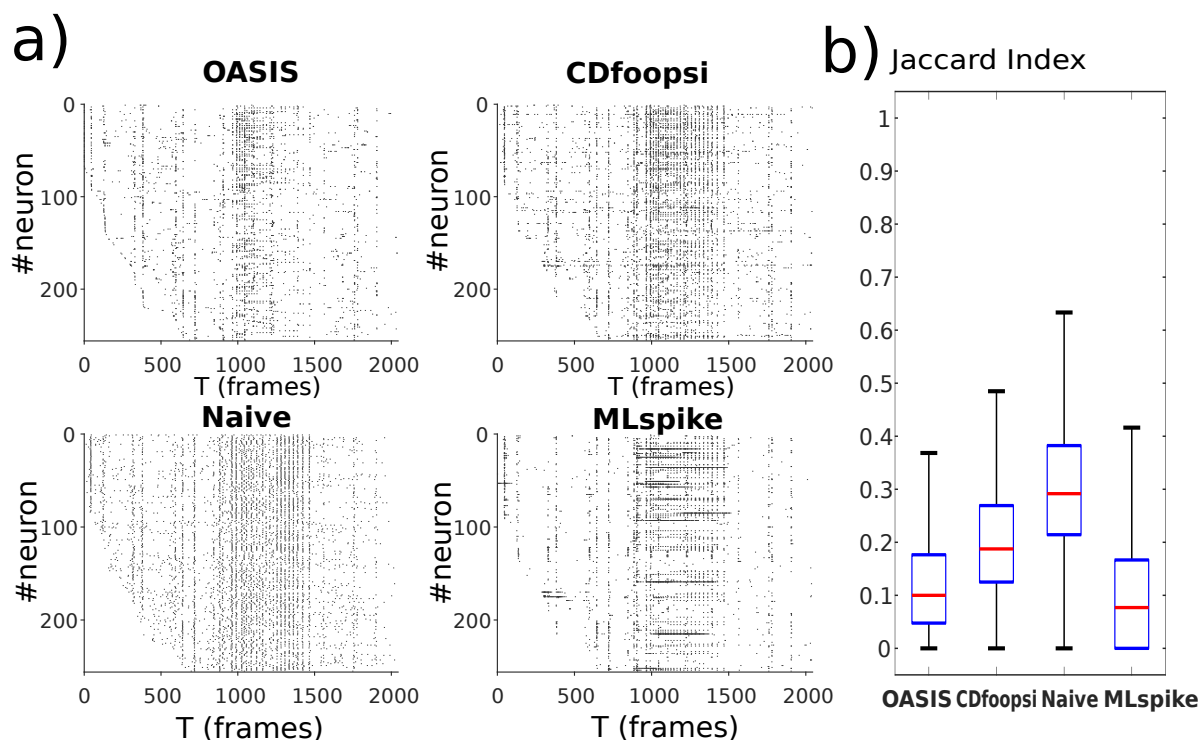 a)
OASIS
0
100
200
#neuron
0 500 1000 1500 2000
T (frames)
CDfoopsi
0
100
200
#neuron
0 500 1000 1500 2000
T (frames)
Naive
0
100
200
#neuron
0 500 1000 1500 2000
T (frames)
MLspike
0
100
200
#neuron
0 500 1000 1500 2000
T (frames)
b) Jaccard Index
1
0.9
0.8
0.7
0.6
0.5
0.4
0.3
0.2
0.1
0
OASIS CDfoopsi Naive MLspike